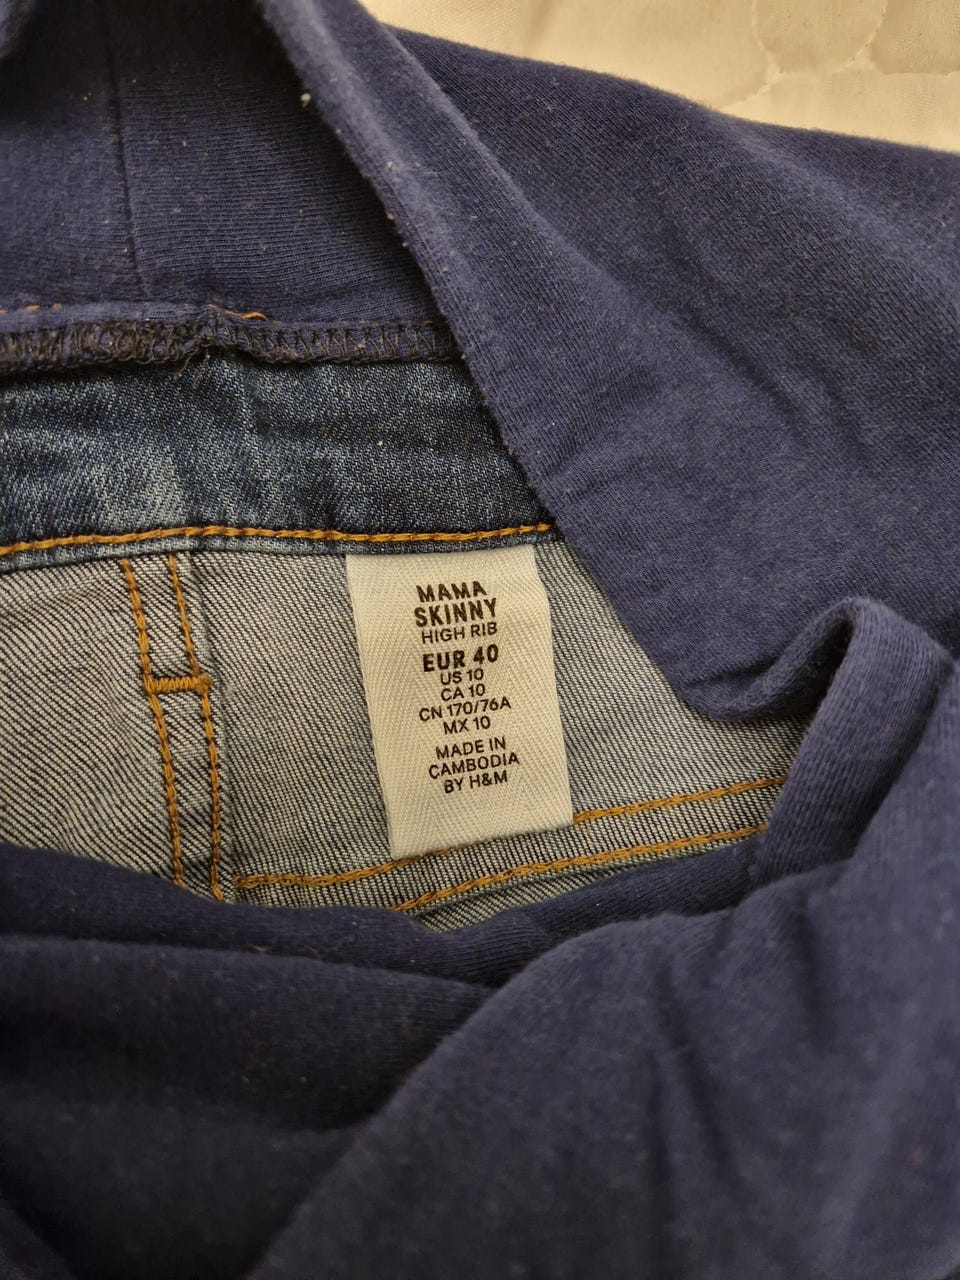 MAMA
SKINNY
HIGH RIB
EUR 40
US 10
CA 10
CN 170/76A
MX 10
MADE IN
CAMBODIA
BY H&M